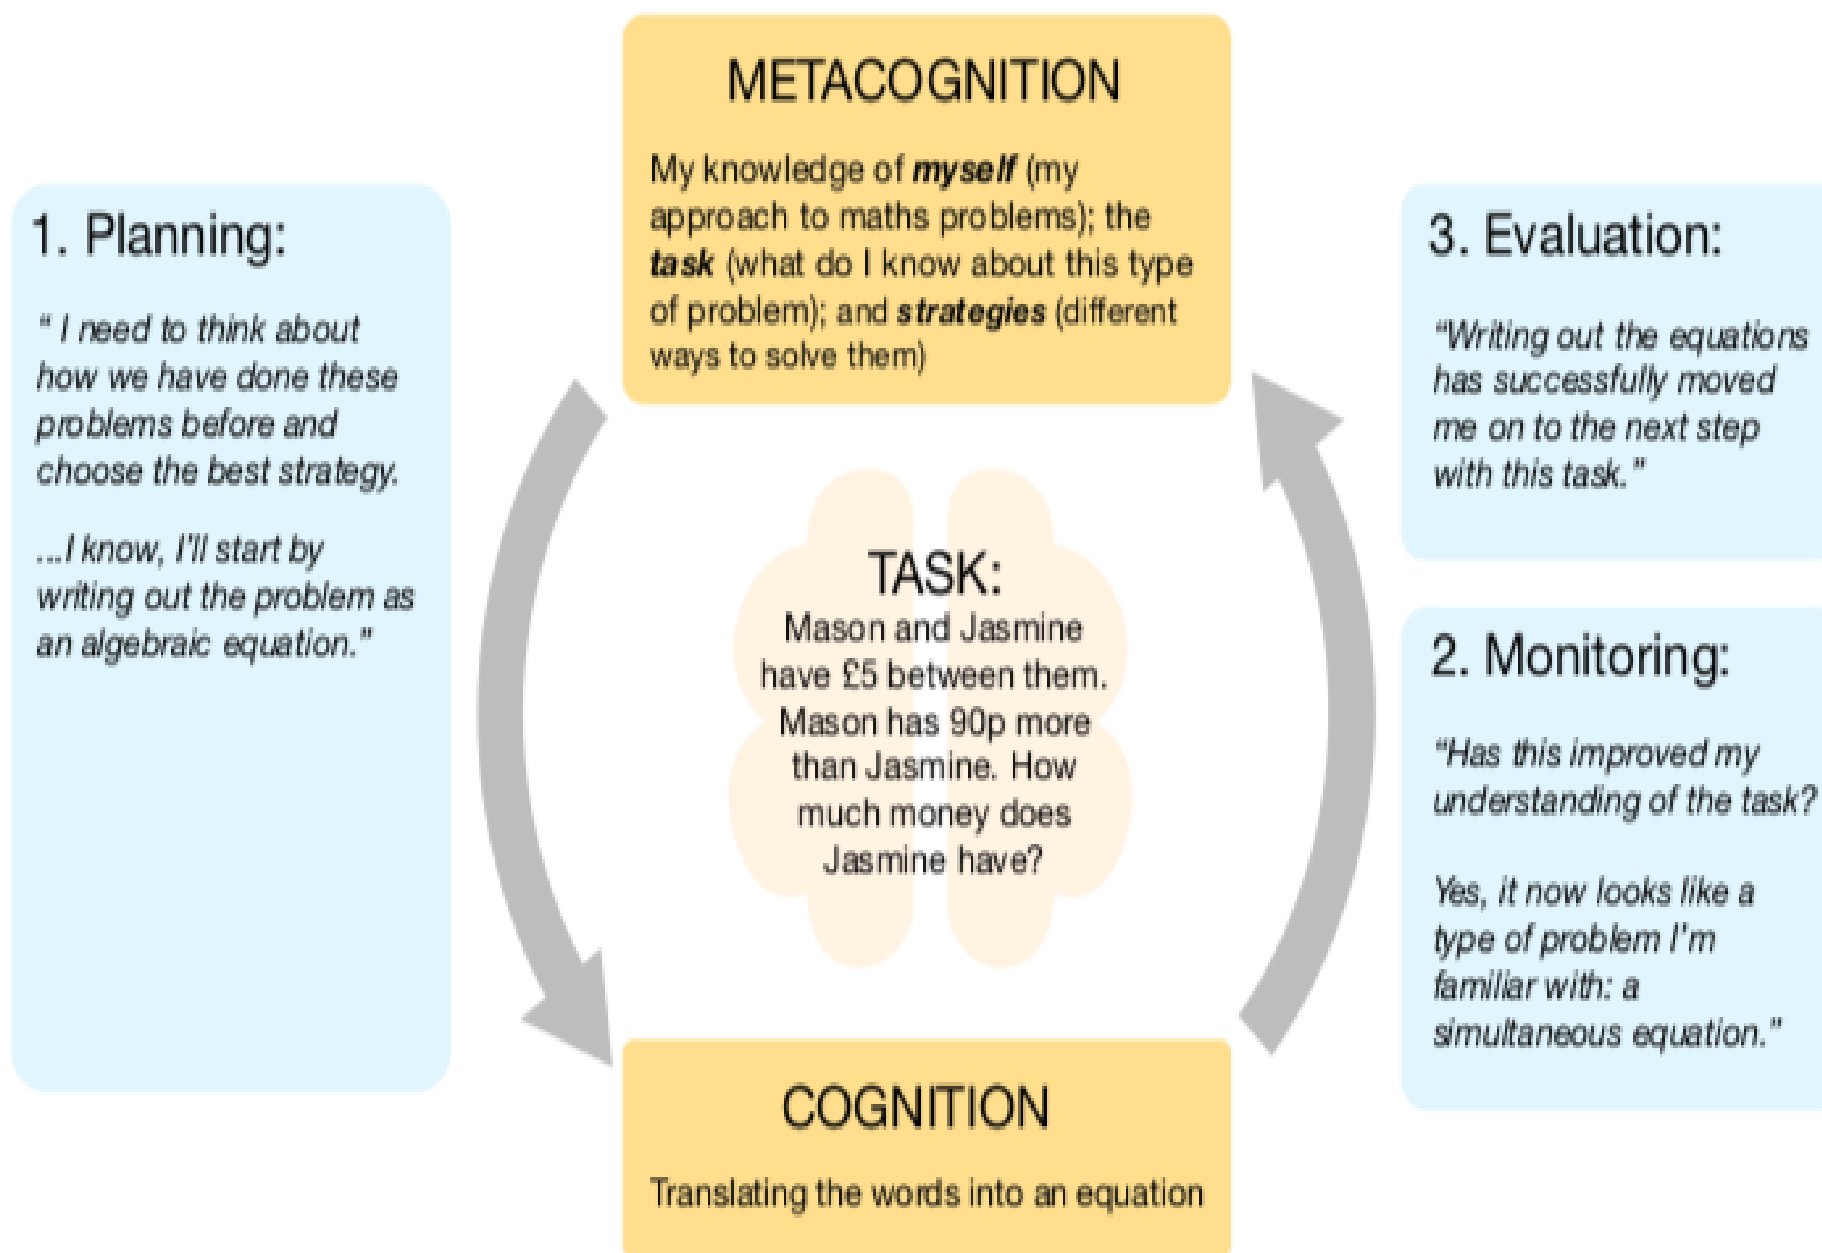 METACOGNITION
My knowledge of myself (my
approach to maths problems); the
task (what do I know about this type
of problem); and strategies (different
ways to solve them)
1. Planning:
“ I need to think about
how we have done these
problems before and
choose the best strategy.
...I know, I'll start by
writing out the problem as
an algebraic equation.”
TASK:
Mason and Jasmine
have £5 between them.
Mason has 90p more
than Jasmine. How
much money does
Jasmine have?
3. Evaluation:
“Writing out the equations
has successfully moved
me on to the next step
with this task.”
2. Monitoring:
“Has this improved my
understanding of the task?
Yes, it now looks like a
type of problem I'm
familiar with: a
simultaneous equation.”
COGNITION
Translating the words into an equation